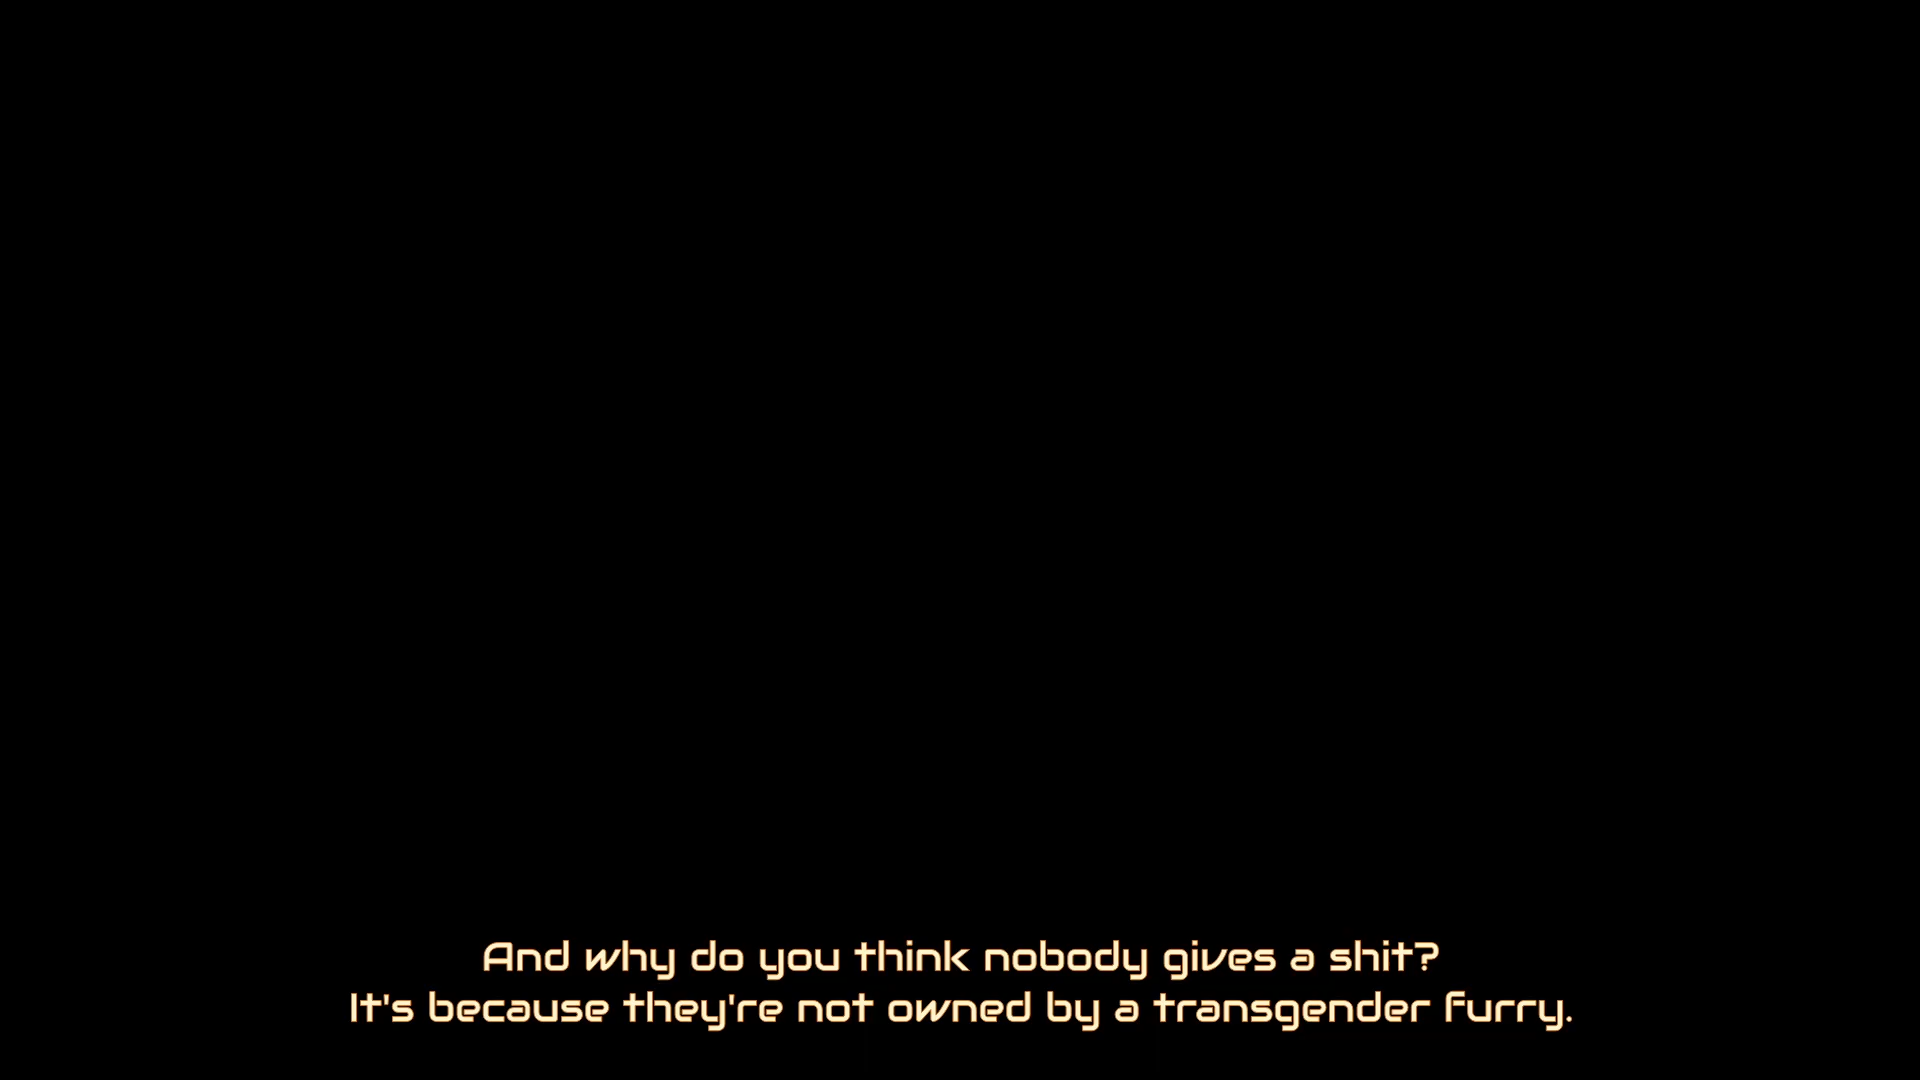 And why do you think nobody gives a shit?
It's because they're not owned by a transgender furry.